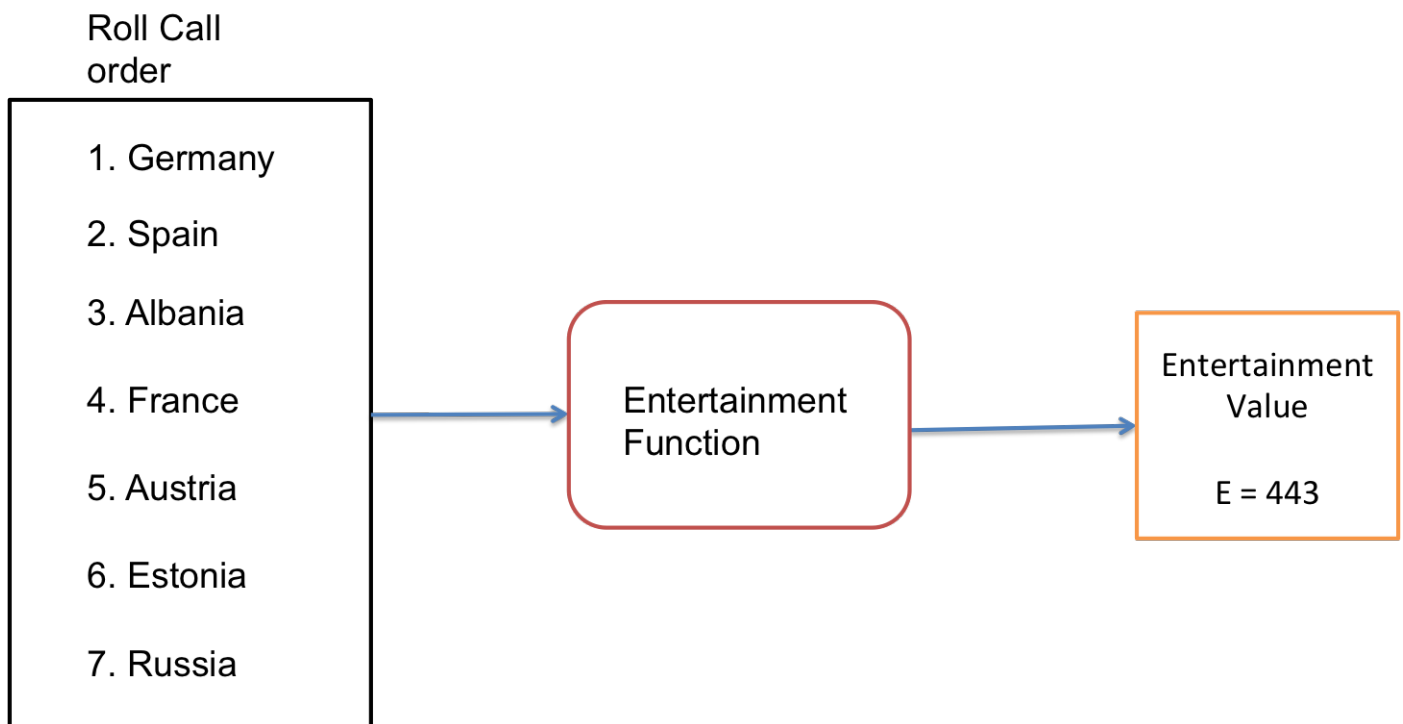 Roll Call
order
1. Germany
2. Spain
3. Albania
4. France
5. Austria
6. Estonia
7. Russia
Entertainment
Function
Entertainment
Value
E = 443